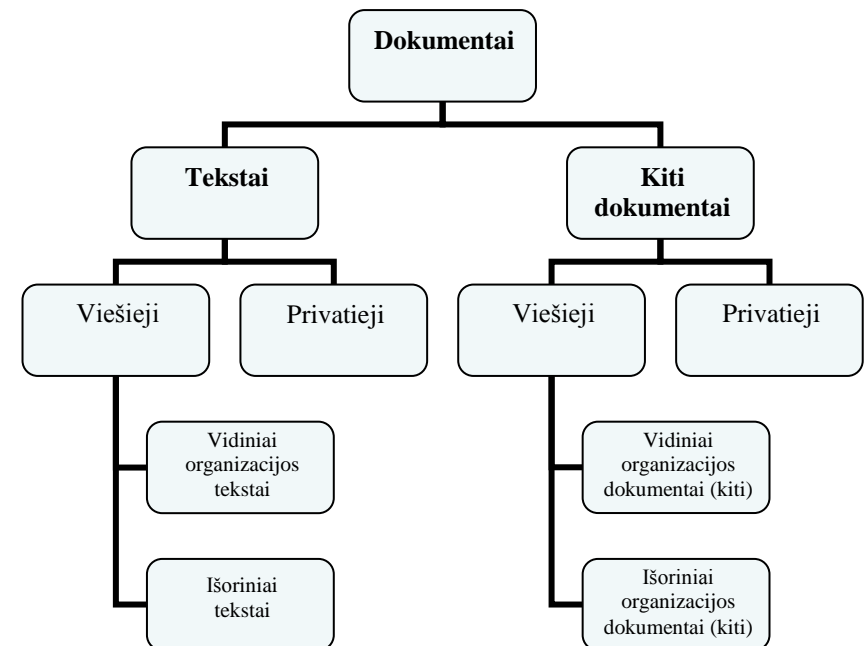 Dokumentai
Tekstai
Kiti
dokumentai
Viešieji
Privatieji
Viešieji
Privatieji
Vidiniai
organizacijos
tekstai
Vidiniai
organizacijos
dokumentai (kiti)
Išoriniai
tekstai
Išoriniai
organizacijos
dokumentai (kiti)